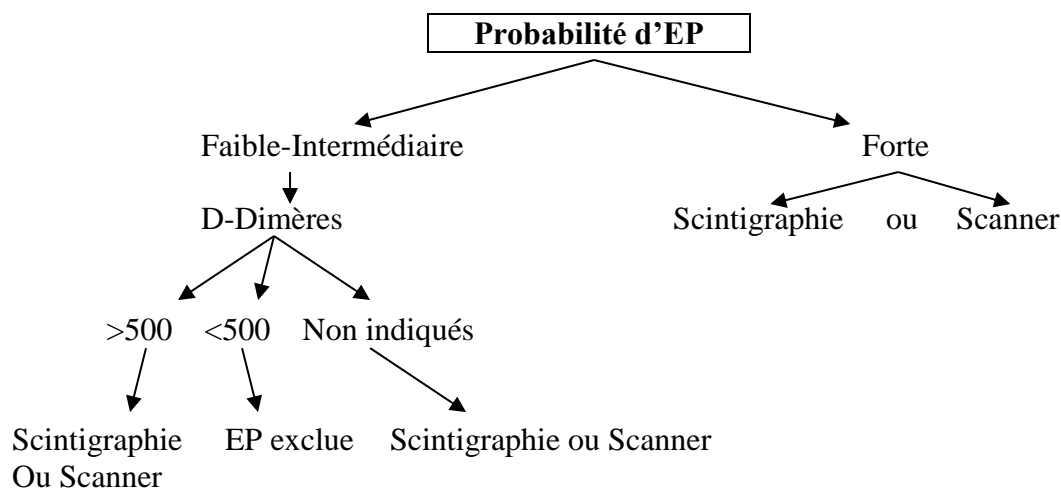 Probabilité d’EP
Faible-Intermédiaire Forte
D-Dimères Scintigraphie ou Scanner
>500 <500 Non indiqués
Scintigraphie EP exclue Scintigraphie ou Scanner
Ou Scanner